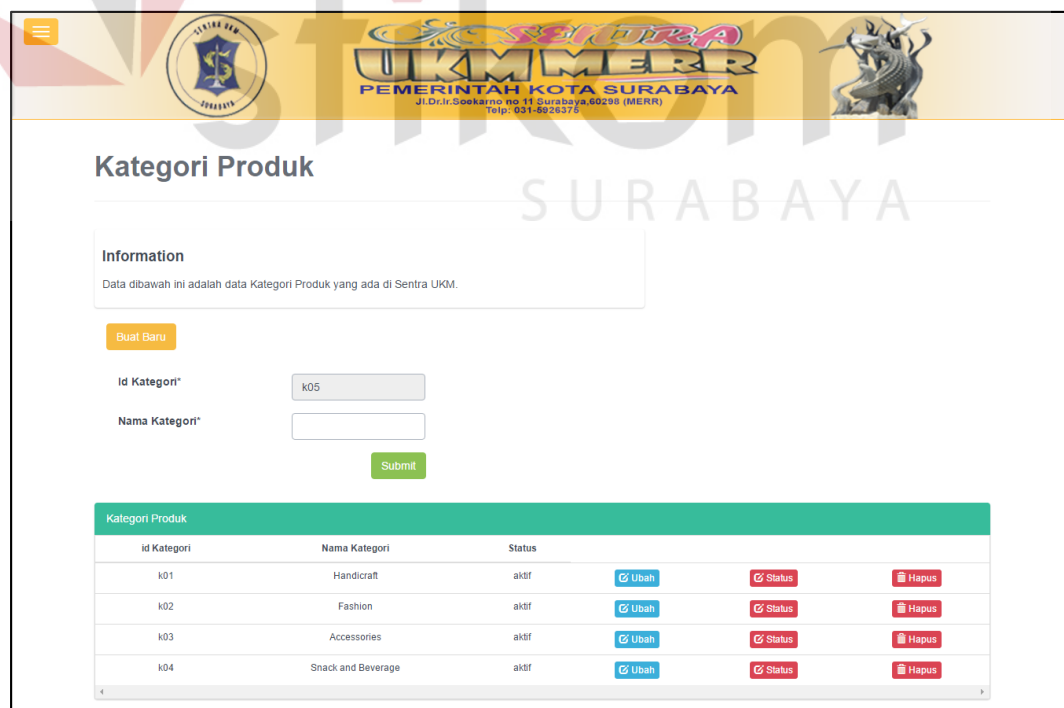 SENTRA UKM
SURABAYA
SENTRA
UKM MERR
PEMERINTAH KOTA SURABAYA
Jl.Dr.Ir.Soekarno no 11 Surabaya,60298 (MERR)
Telp: 031-5926375
stikom
SURABAYA
Kategori Produk
Information
Data dibawah ini adalah data Kategori Produk yang ada di Sentra UKM.
Buat Baru
Id Kategori*
k05
Nama Kategori*
Submit
Kategori Produk
id Kategori Nama Kategori Status
k01 Handicraft aktif Ubah Status Hapus
k02 Fashion aktif Ubah Status Hapus
k03 Accessories aktif Ubah Status Hapus
k04 Snack and Beverage aktif Ubah Status Hapus